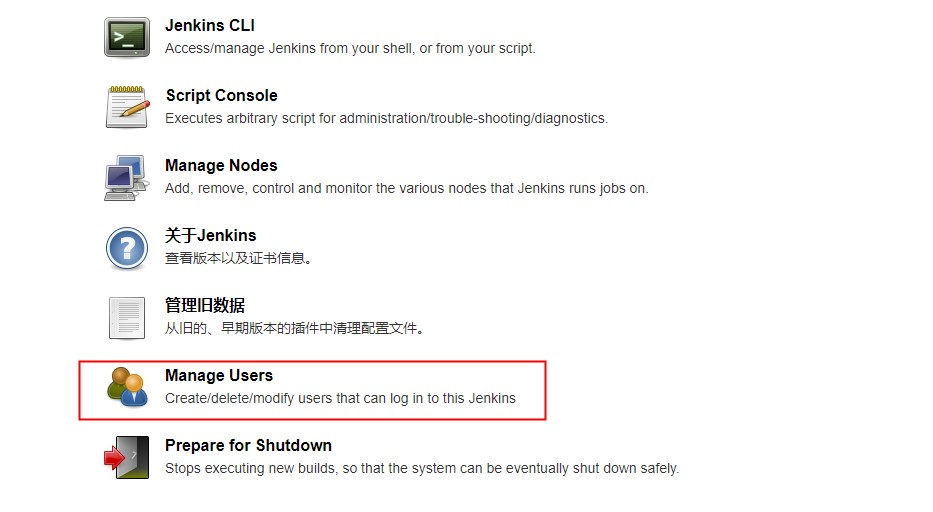 Jenkins CLI
Access/manage Jenkins from your shell, or from your script.
Script Console
Executes arbitrary script for administration/trouble-shooting/diagnostics.
Manage Nodes
Add, remove, control and monitor the various nodes that Jenkins runs jobs on.
关于Jenkins
查看版本以及证书信息。
管理旧数据
从旧的、早期版本的插件中清理配置文件。
Manage Users
Create/delete/modify users that can log in to this Jenkins
Prepare for Shutdown
Stops executing new builds, so that the system can be eventually shut down safely.